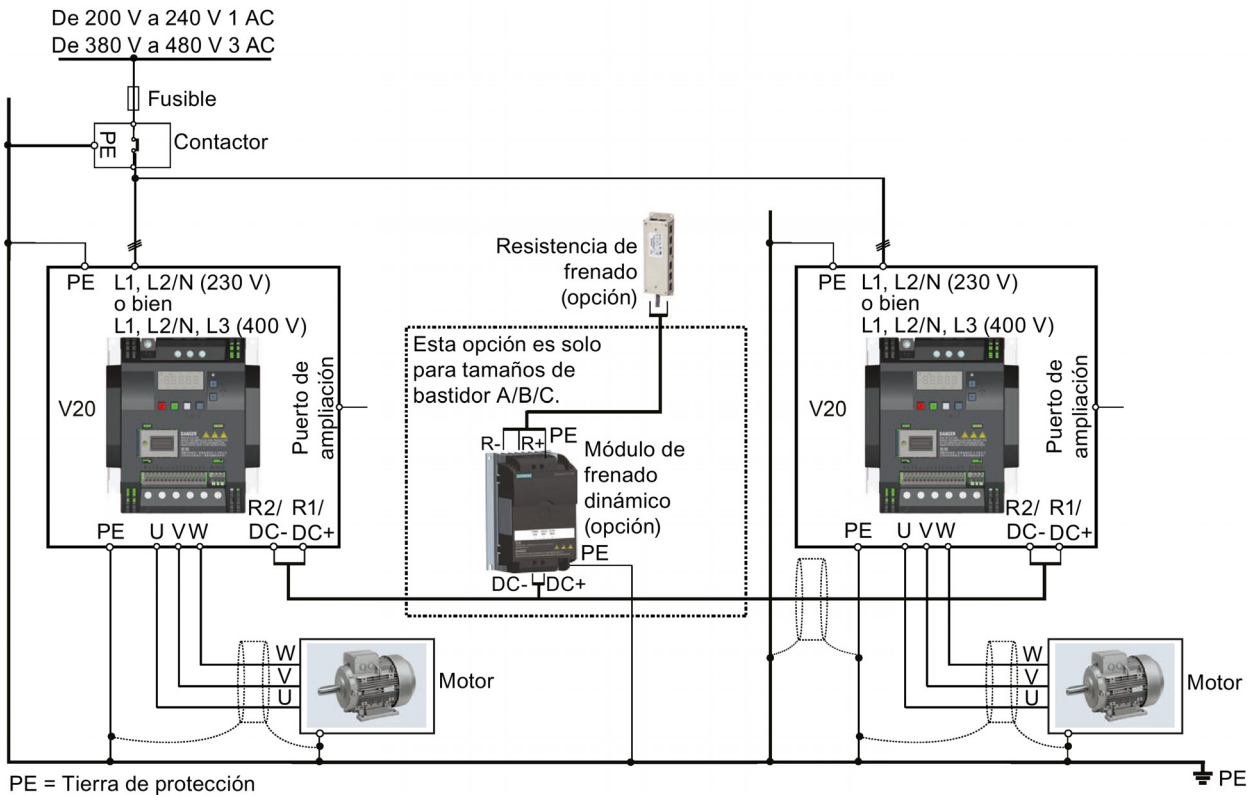 De 200 V a 240 V 1 AC
De 380 V a 480 V 3 AC
Fusible
PE
Contactor
PE
L1, L2/N (230 V)
o bien
L1, L2/N, L3 (400 V)
V20
Puerto de
ampliación
R2/
DC-
R1/
DC+
PE
U
V
W
W
V
U
Motor
Resistencia de
frenado
(opción)
Esta opción es solo
para tamaños de
bastidor A/B/C.
R-
R+
PE
Módulo de
frenado
dinámico
(opción)
SIEMENS
PE
DC-
DC+
PE
L1, L2/N (230 V)
o bien
L1, L2/N, L3 (400 V)
V20
Puerto de
ampliación
R2/
DC-
R1/
DC+
PE
U
V
W
W
V
U
Motor
PE = Tierra de protección
PE